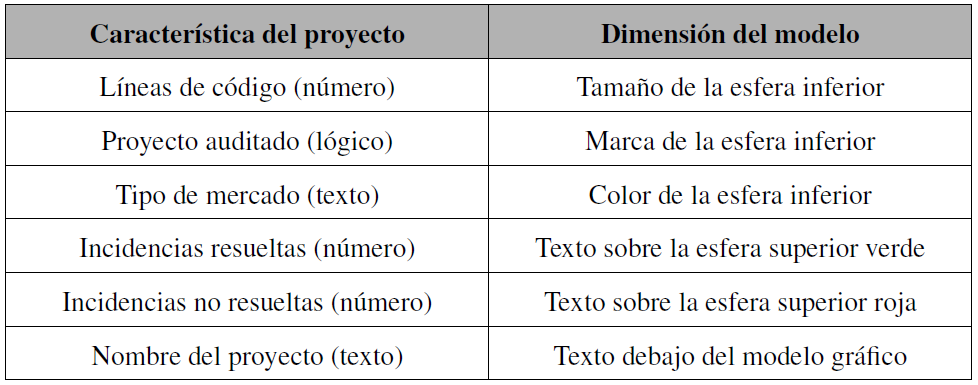 Característica del proyecto Dimensión del modelo
Líneas de código (número) Tamaño de la esfera inferior
Proyecto auditado (lógico) Marca de la esfera inferior
Tipo de mercado (texto) Color de la esfera inferior
Incidencias resueltas (número) Texto sobre la esfera superior verde
Incidencias no resueltas (número) Texto sobre la esfera superior roja
Nombre del proyecto (texto) Texto debajo del modelo gráfico